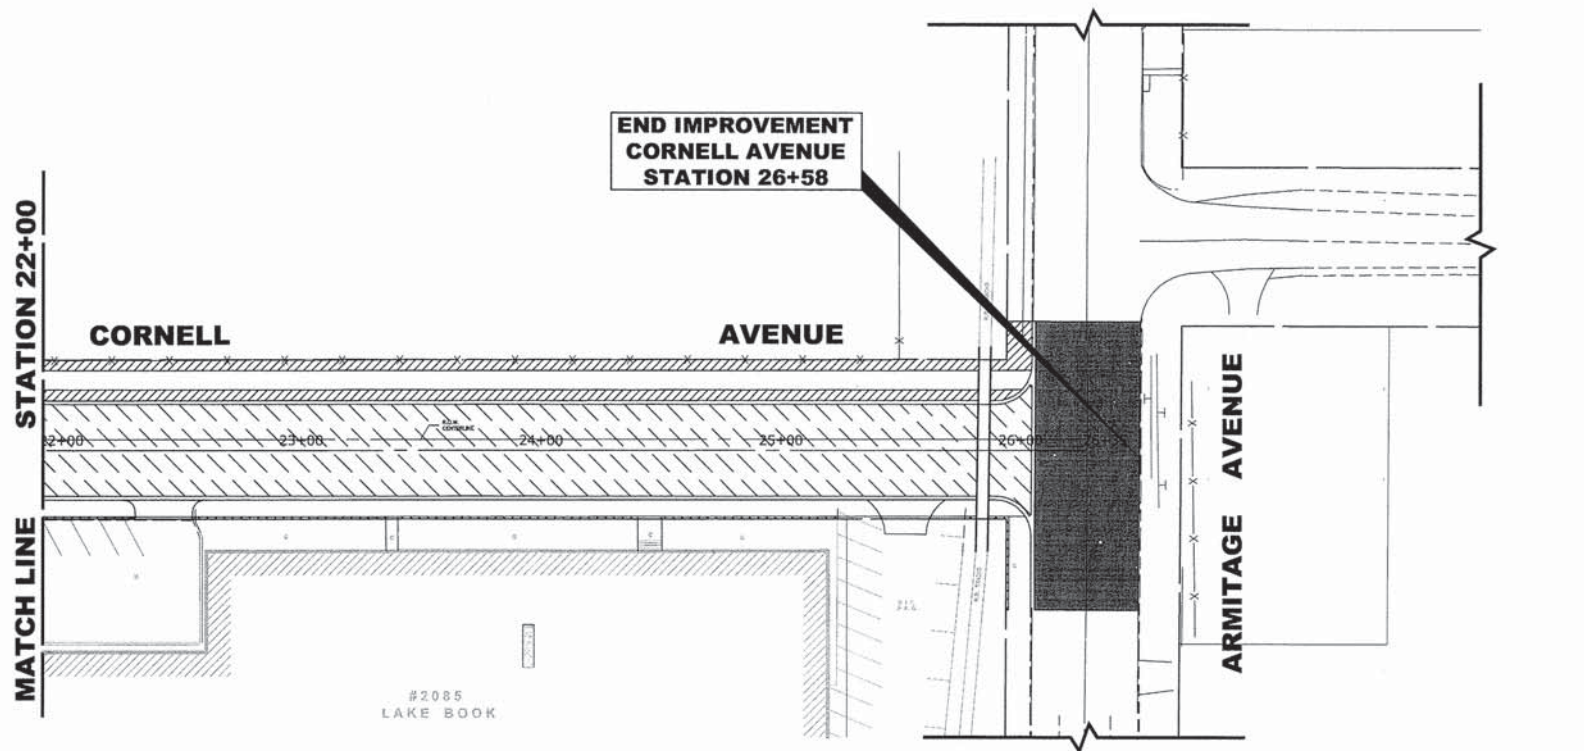 END IMPROVEMENT
CORNELL AVENUE
STATION 26+58
MATCH LINE STATION 22+00
CORNELL AVENUE
R.O.W.
CENTERLINE
22+00 23+00 24+00 25+00 26+00
ARMITAGE AVENUE
#2085
LAKE BOOK